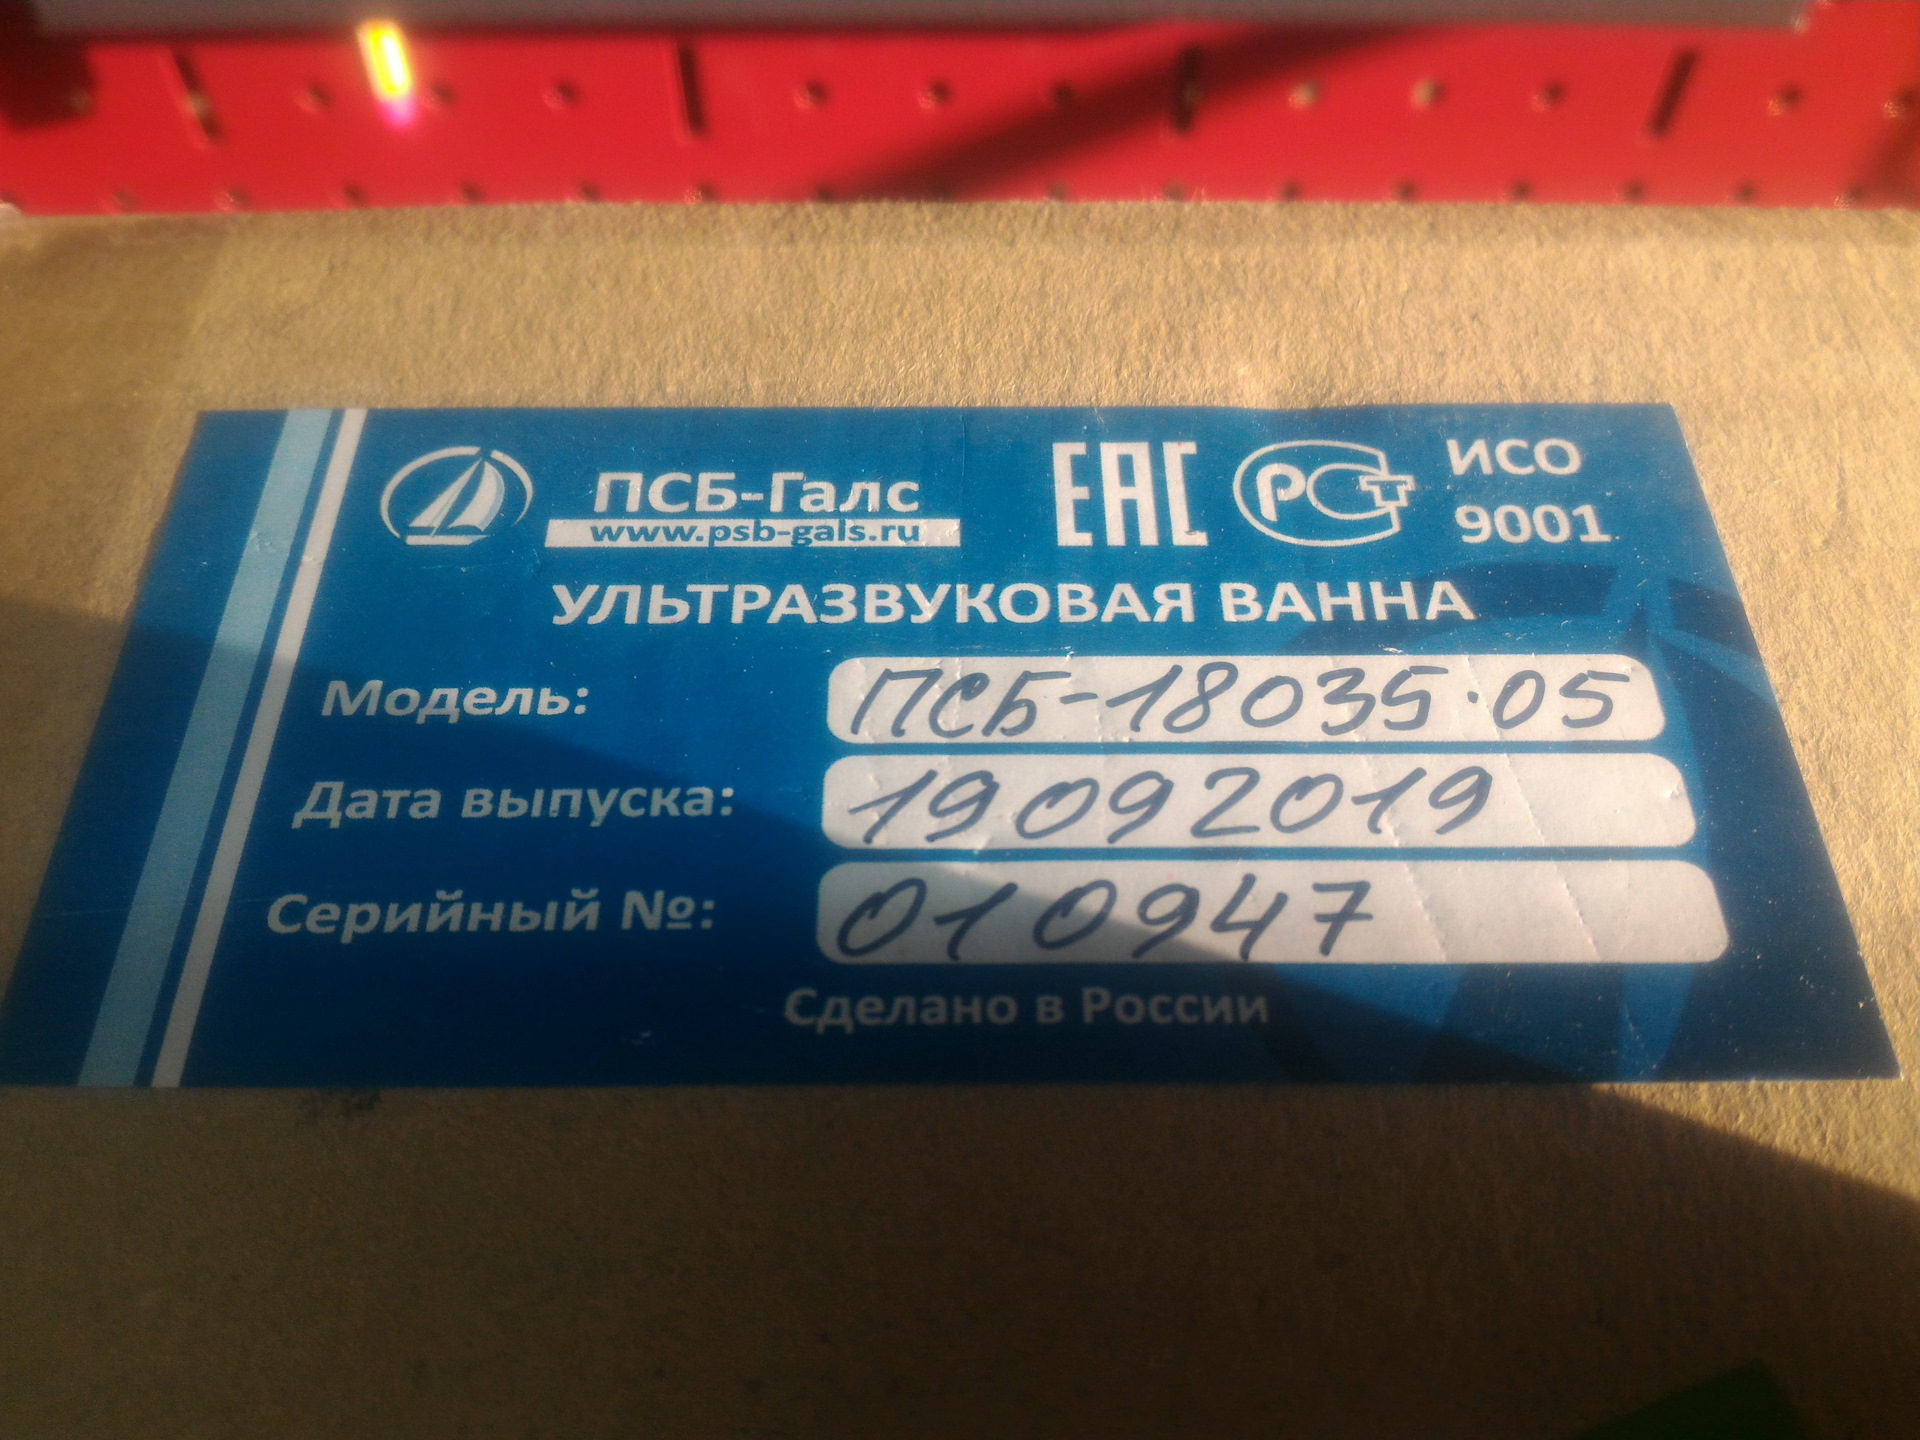 ПСБ-Галс
www.psb-gals.ru
ЕАС
РСТ
ИСО
9001
УЛЬТРАЗВУКОВАЯ ВАННА
Модель: ПСБ-18035-05
Дата выпуска: 19092019
Серийный №: 010947
Сделано в России